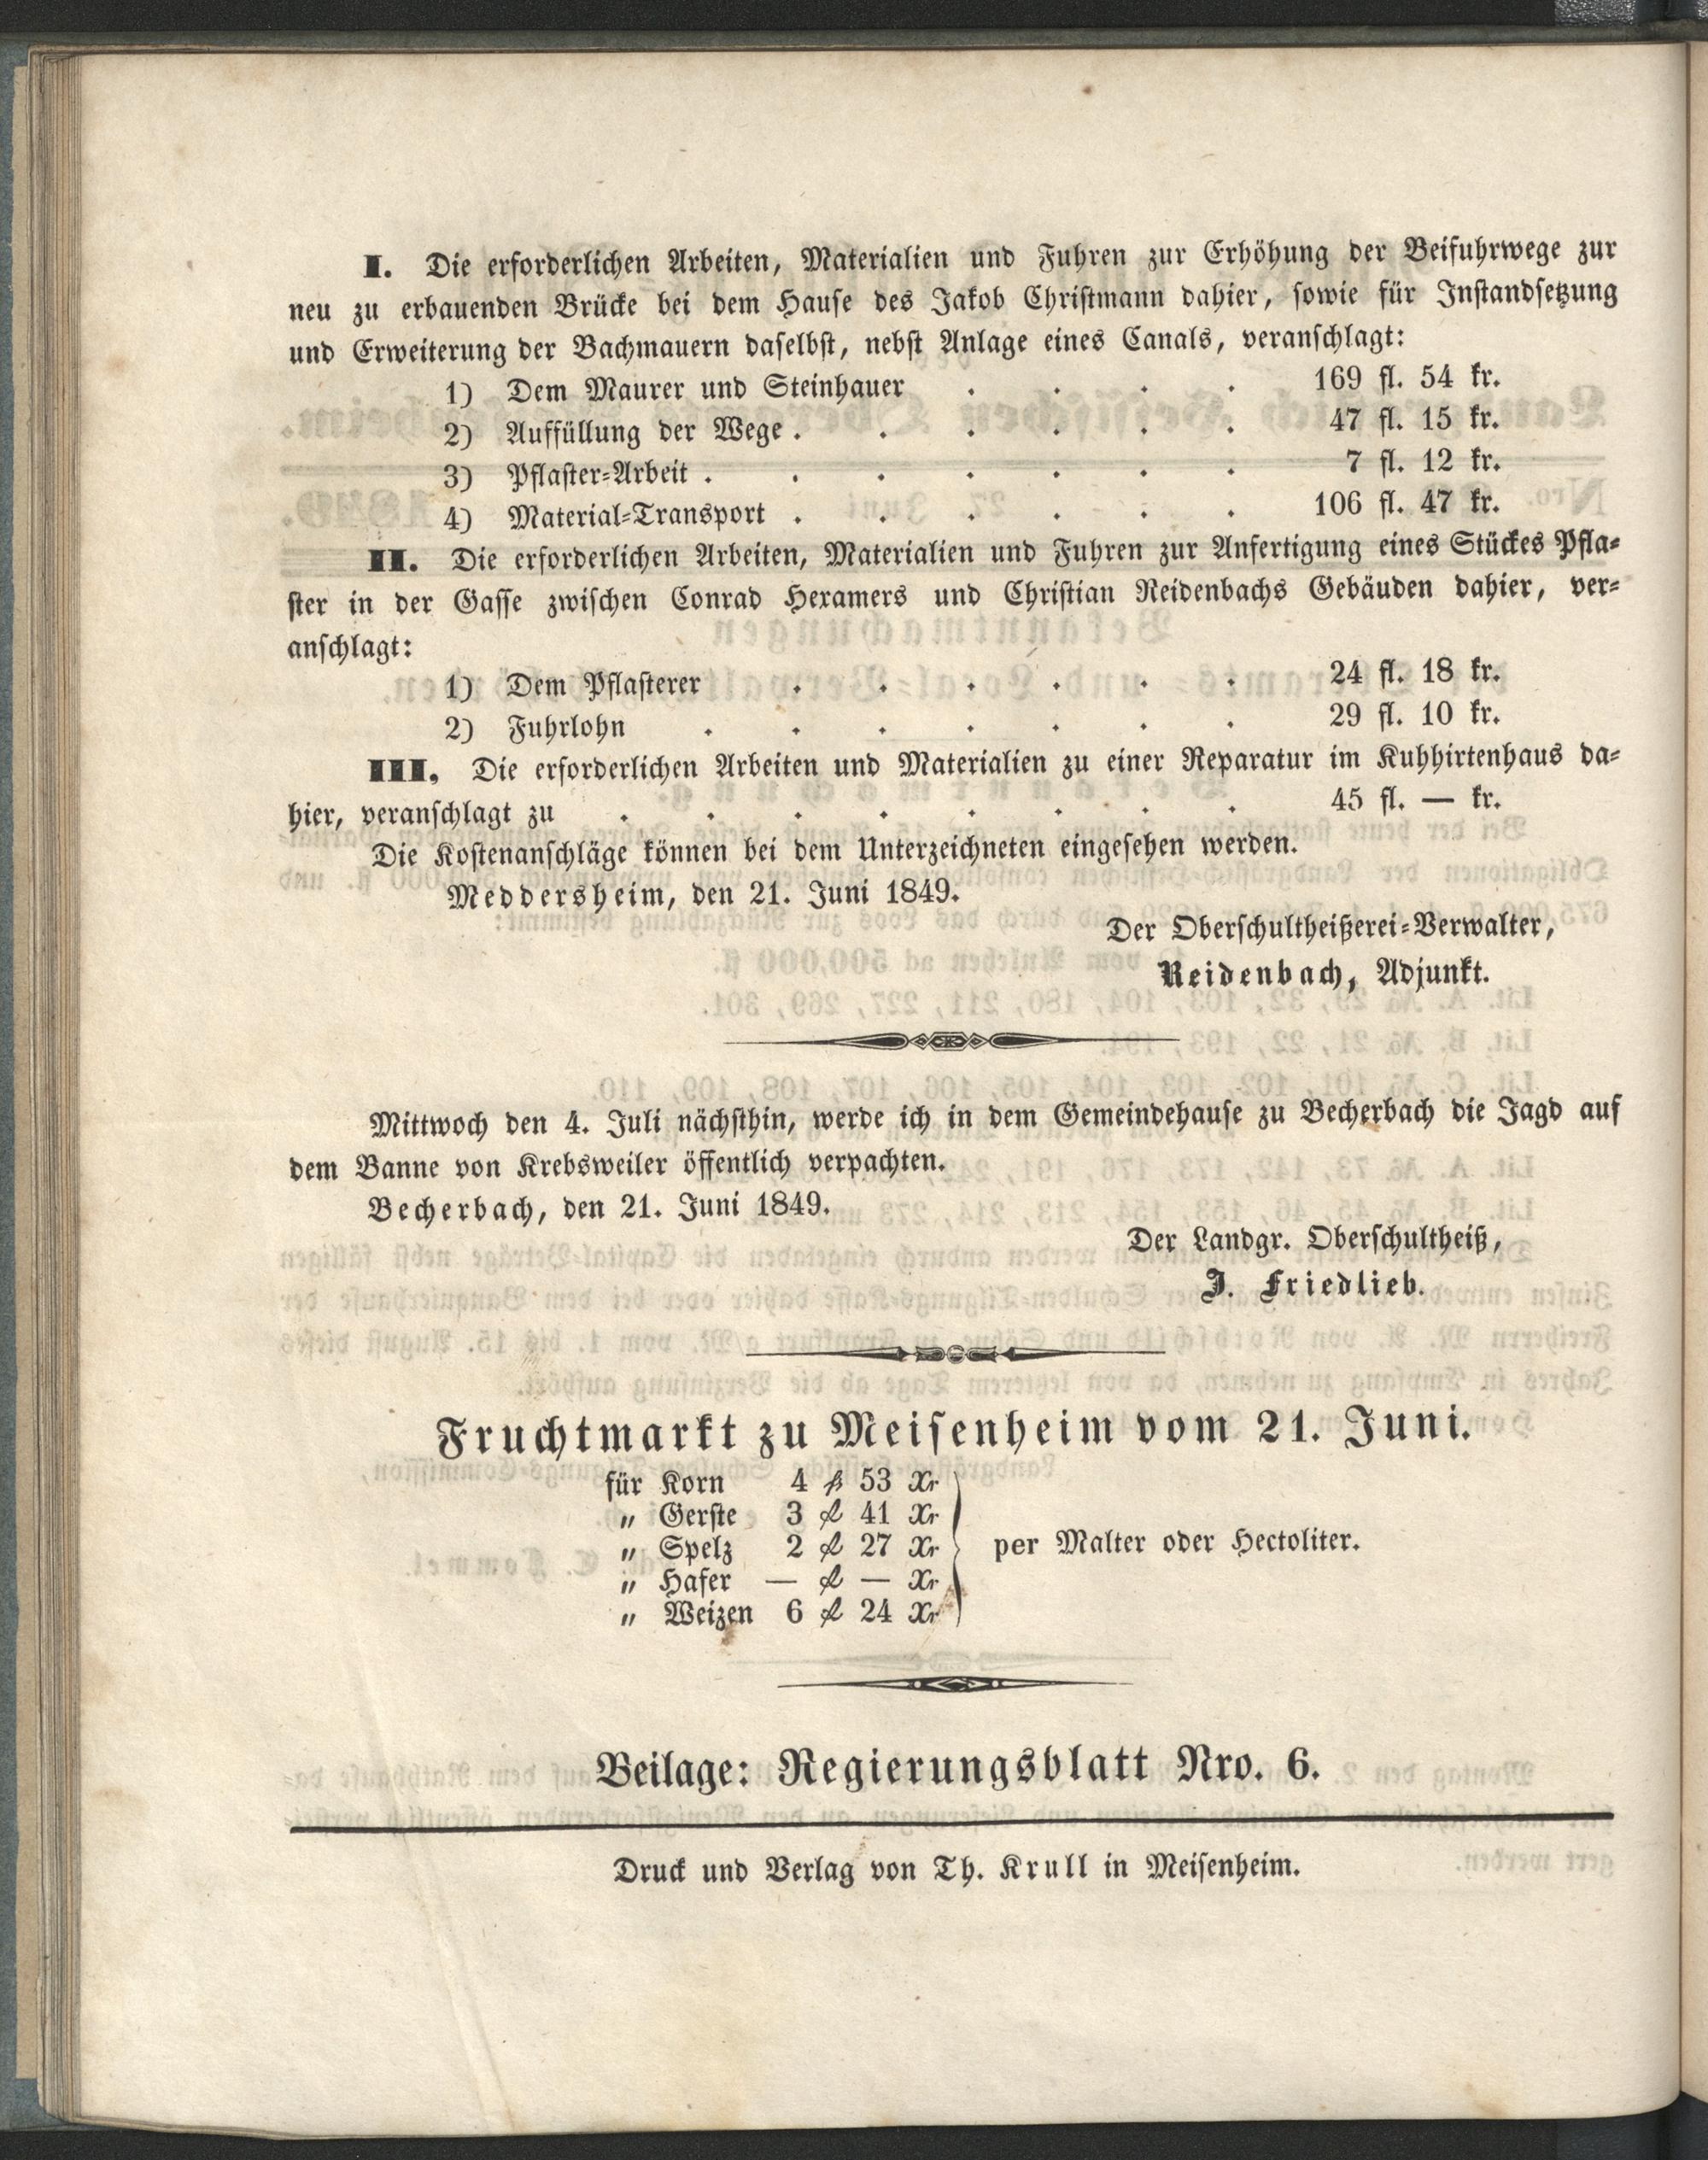 I. Die erforderlichen Arbeiten, Materialien und Fuhren zur Erhöhung der Beifuhrwege zur
neu zu erbauenden Brücke bei dem Hause des Jakob Christmann dahier, sowie für Instandsetzung
und Erweiterung der Bachmauern daselbst, nebst Anlage eines Canals, veranschlagt:
1) Dem Maurer und Steinhauer . . . . 169 fl. 54 kr.
2) Auffüllung der Wege . . . . . . 47 fl. 15 kr.
3) Pflaster-Arbeit . . . . . . . 7 fl. 12 kr.
4) Material-Transport . . . . . . 106 fl. 47 kr.
II. Die erforderlichen Arbeiten, Materialien und Fuhren zur Anfertigung eines Stückes Pfla-
ster in der Gasse zwischen Conrad Hexamers und Christian Reidenbachs Gebäuden dahier, ver-
anschlagt:
1) Dem Pflasterer . . . . . . 24 fl. 18 kr.
2) Fuhrlohn . . . . . . . 29 fl. 10 kr.
III. Die erforderlichen Arbeiten und Materialien zu einer Reparatur im Kuhhirtenhaus da-
hier, veranschlagt zu . . . . . . . . 45 fl. — kr.
Die Kostenanschläge können bei dem Unterzeichneten eingesehen werden.
Meddersheim, den 21. Juni 1849.
Der Oberschultheißerei-Verwalter,
Reidenbach, Adjunkt.
Mittwoch den 4. Juli nächsthin, werde ich in dem Gemeindehause zu Becherbach die Jagd auf
dem Banne von Krebsweiler öffentlich verpachten.
Becherbach, den 21. Juni 1849.
Der Landgr. Oberschultheiß,
J. Friedlieb.
Fruchtmarkt zu Meisenheim vom 21. Juni.
für Korn 4 fl 53 Xr
„ Gerste 3 fl 41 Xr
„ Spelz 2 fl 27 Xr per Malter oder Hectoliter.
„ Hafer — fl — Xr
„ Weizen 6 fl 24 Xr
Beilage: Regierungsblatt Nro. 6.
Druck und Verlag von Th. Krull in Meisenheim.